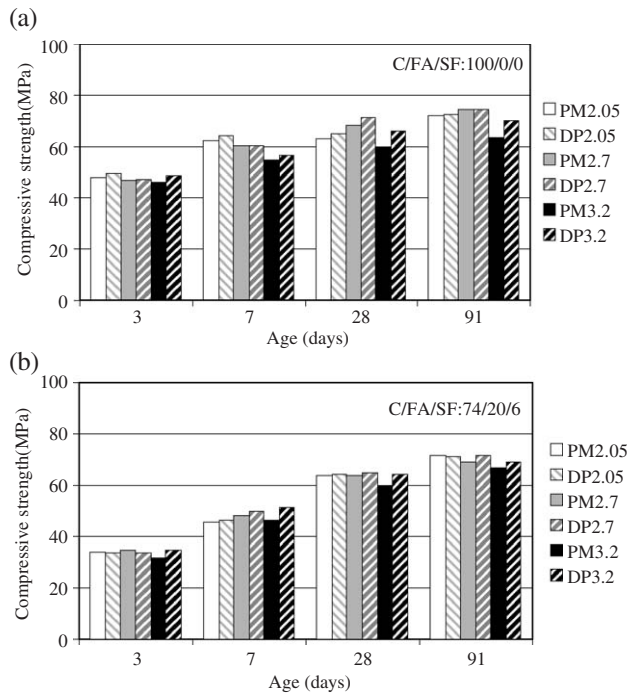 (a)
Compressive strength(MPa)
100
80
60
40
20
0
C/FA/SF:100/0/0
3 7 28 91
Age (days)
PM2.05
DP2.05
PM2.7
DP2.7
PM3.2
DP3.2
(b)
Compressive strength(MPa)
100
80
60
40
20
0
C/FA/SF:74/20/6
3 7 28 91
Age (days)
PM2.05
DP2.05
PM2.7
DP2.7
PM3.2
DP3.2